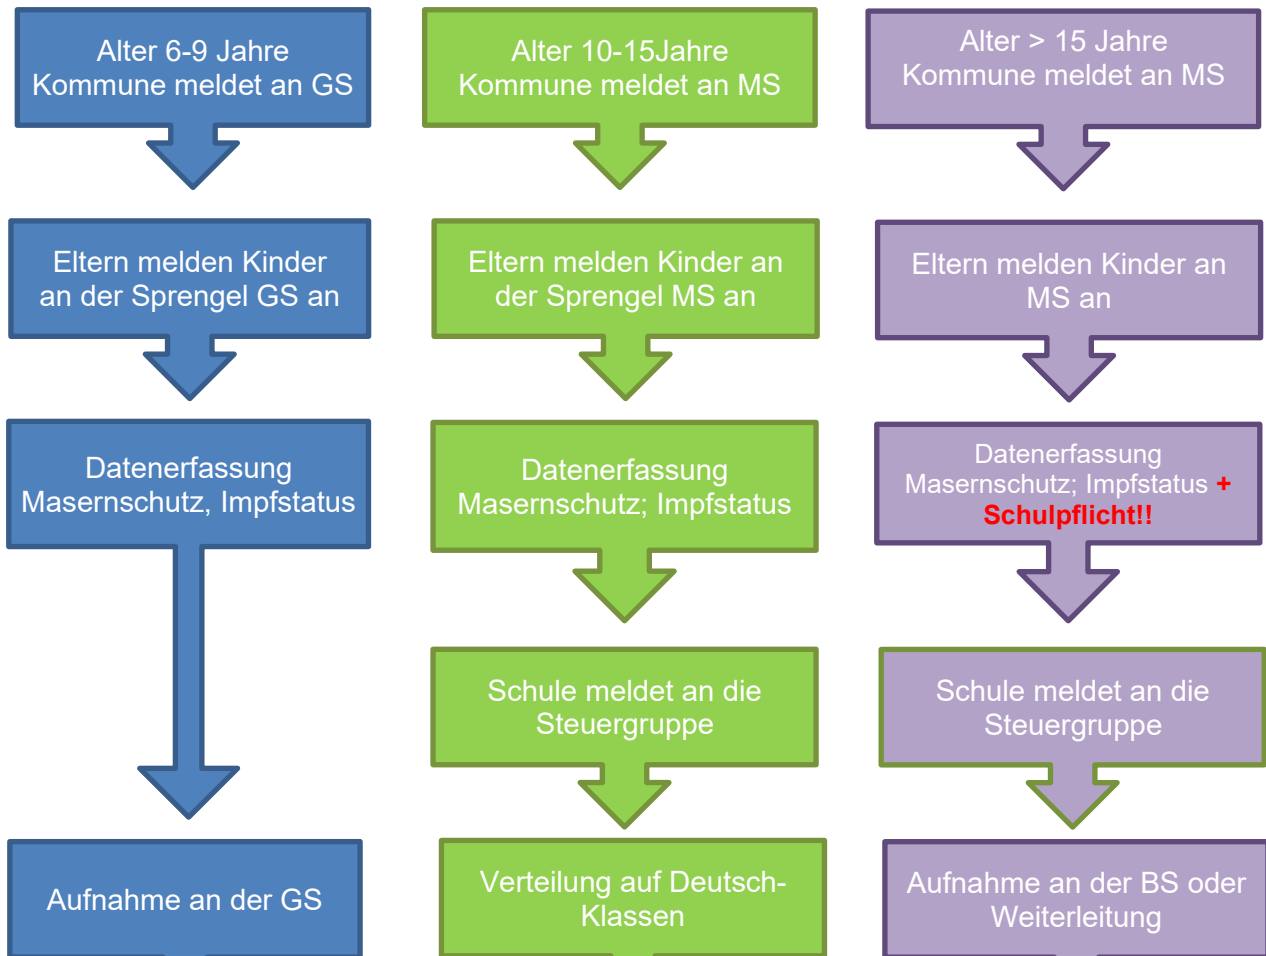 Alter 6-9 Jahre
Kommune meldet an GS
Alter 10-15Jahre
Kommune meldet an MS
Alter > 15 Jahre
Kommune meldet an MS
Eltern melden Kinder
an der Sprengel GS an
Eltern melden Kinder an
der Sprengel MS an
Eltern melden Kinder an
MS an
Datenerfassung
Masernschutz, Impfstatus
Datenerfassung
Masernschutz; Impfstatus
Datenerfassung
Masernschutz; Impfstatus +
Schulpflicht!!
Schule meldet an die
Steuergruppe
Schule meldet an die
Steuergruppe
Aufnahme an der GS
Verteilung auf Deutsch-
Klassen
Aufnahme an der BS oder
Weiterleitung